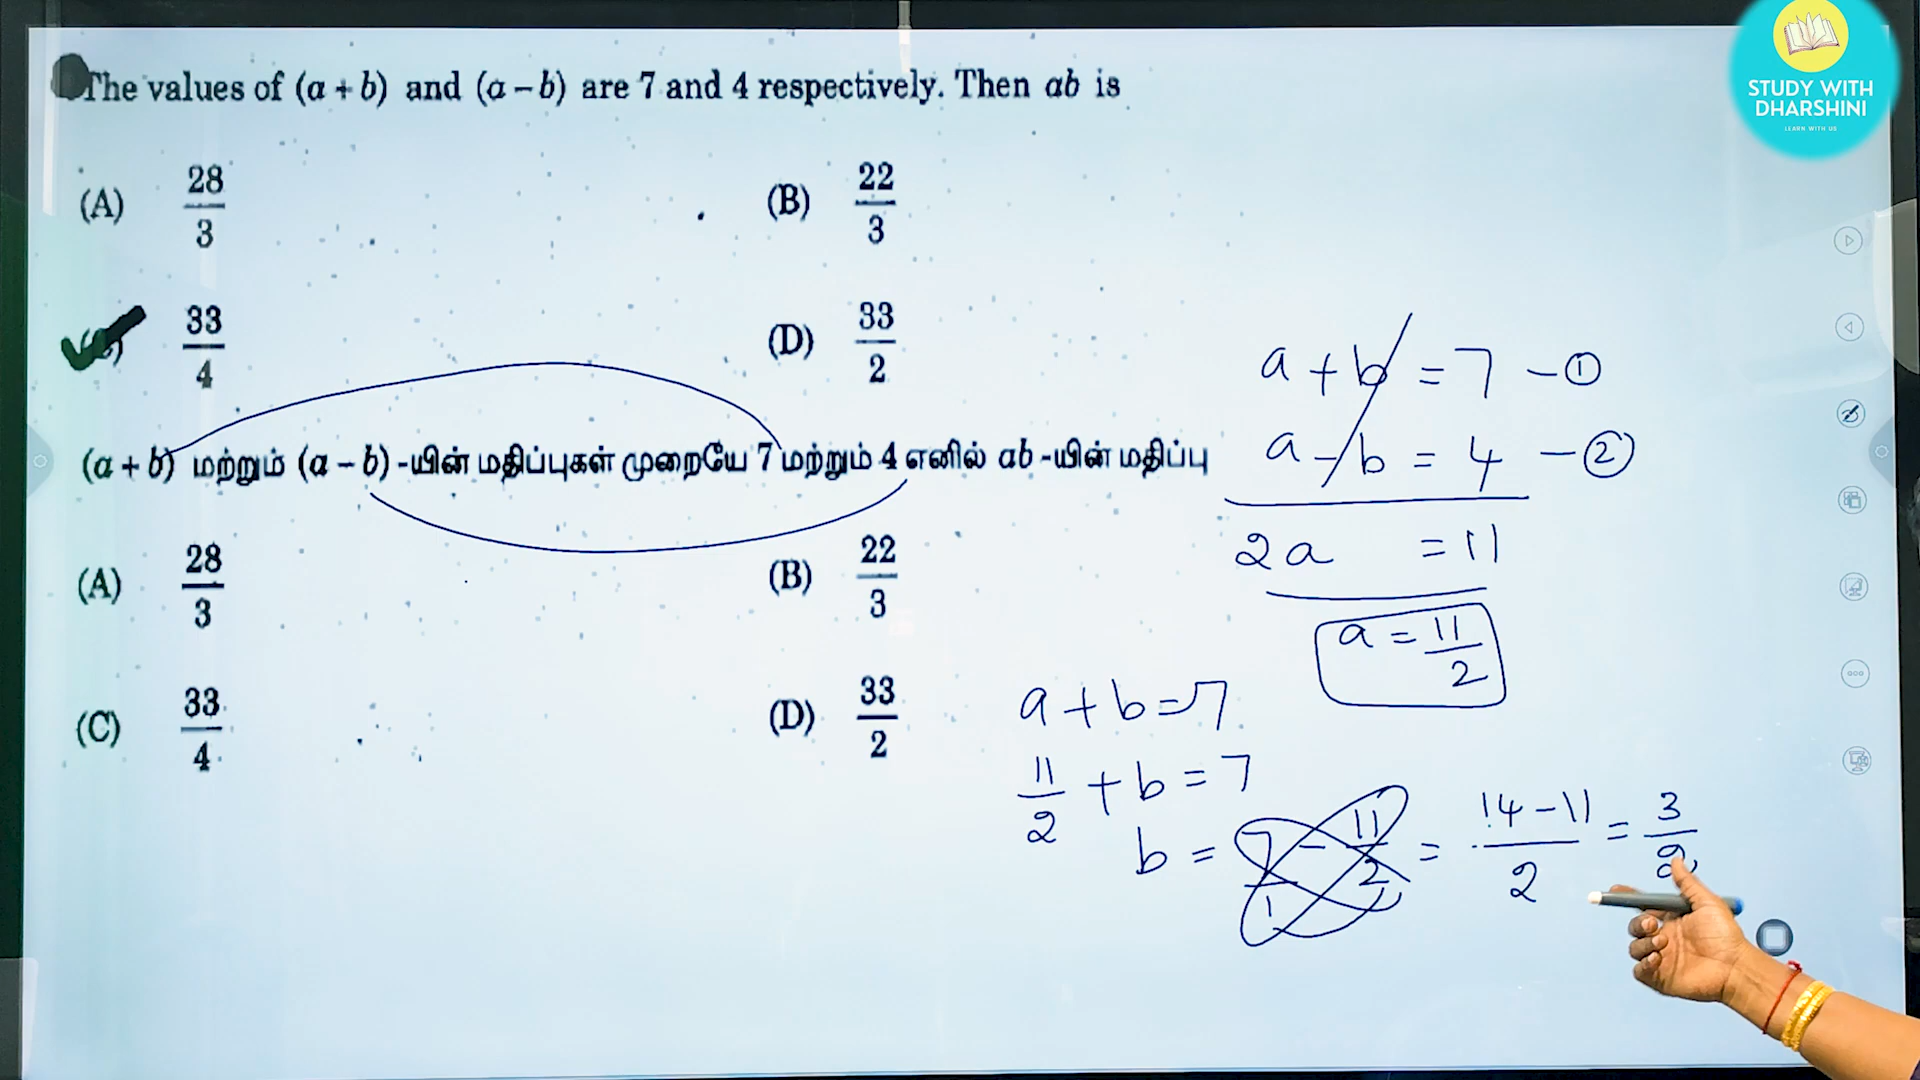 The values of (a + b) and (a – b) are 7 and 4 respectively. Then ab is
(A) 28/3 (B) 22/3
(C) 33/4 (D) 33/2
(a + b) மற்றும் (a – b) -யின் மதிப்புகள் முறையே 7 மற்றும் 4 எனில் ab -யின் மதிப்பு
(A) 28/3 (B) 22/3
(C) 33/4 (D) 33/2
a + b = 7 – ①
a – b = 4 – ②
2a = 11
a = 11/2
a + b = 7
11/2 + b = 7
b = 7/1 – 11/2 = 14 – 11/2 = 3/2
STUDY WITH
DHARSHINI
LEARN WITH US